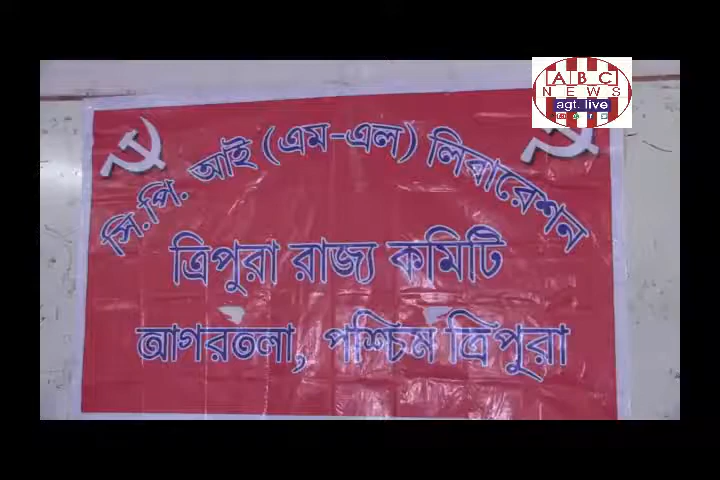 সি.পি. আই (এম-এল) লিবারেশন
ত্রিপুরা রাজ্য কমিটি
আগরতলা, পশ্চিম ত্রিপুরা
ABC
NEWS
agt. live